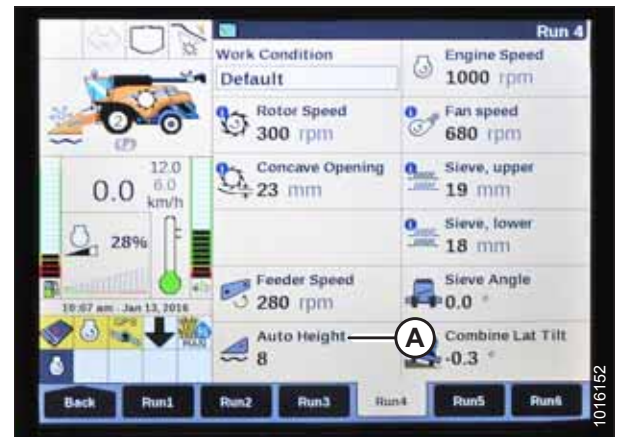 Run 4
Work Condition
Default
Engine Speed
1000 rpm
Rotor Speed
300 rpm
Fan speed
680 rpm
Concave Opening
23 mm
Sieve, upper
19 mm
Sieve, lower
18 mm
Feeder Speed
280 rpm
Sieve Angle
0.0 °
Auto Height
8
A
Combine Lat Tilt
-0.3 °
2
(P)
12.0
6.0
0.0
km/h
28%
10:07 am Jan 13, 2016
GPS
MAN
Back
Run1
Run2
Run3
Run4
Run5
Run6
1016152